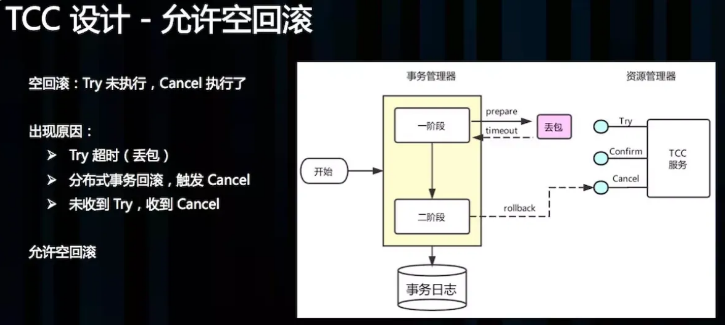 TCC 设计 - 允许空回滚
空回滚：Try 未执行，Cancel 执行了
出现原因：
Try 超时（丢包）
分布式事务回滚，触发 Cancel
未收到 Try，收到 Cancel
允许空回滚
事务管理器
资源管理器
开始
一阶段
prepare
timeout
丢包
Try
Confirm
Cancel
TCC
服务
二阶段
rollback
事务日志